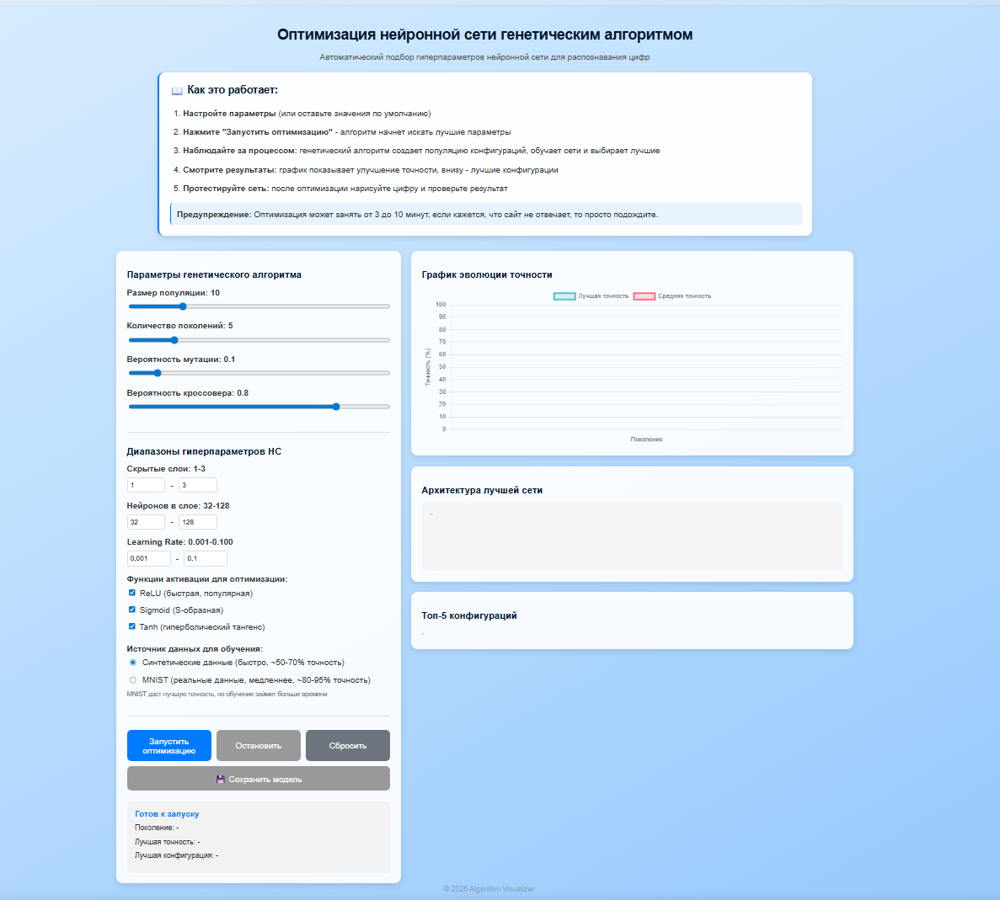 Оптимизация нейронной сети генетическим алгоритмом
Автоматический подбор гиперпараметров нейронной сети для распознавания цифр
Как это работает:
1. Настройте параметры (или оставьте значения по умолчанию)
2. Нажмите "Запустить оптимизацию" - алгоритм начнет искать лучшие параметры
3. Наблюдайте за процессом: генетический алгоритм создает популяцию конфигураций, обучает сети и выбирает лучшие
4. Смотрите результаты: график показывает улучшение точности, внизу - лучшие конфигурации
5. Протестируйте сеть: после оптимизации нарисуйте цифру и проверьте результат
Предупреждение: Оптимизация может занять от 3 до 10 минут, если кажется, что сайт не отвечает, то просто подождите.
Параметры генетического алгоритма
Размер популяции: 10
Количество поколений: 5
Вероятность мутации: 0.1
Вероятность кроссовера: 0.8
Диапазоны гиперпараметров НС
Скрытые слои: 1-3
1 - 3
Нейронов в слое: 32-128
32 - 128
Learning Rate: 0.001-0.100
0,001 - 0,1
Функции активации для оптимизации:
ReLU (быстрая, популярная)
Sigmoid (S-образная)
Tanh (гиперболический тангенс)
Источник данных для обучения:
Синтетические данные (быстро, ~50-70% точность)
MNIST (реальные данные, медленнее, ~80-95% точность)
MNIST даст лучшую точность, но обучение займет больше времени
Запустить
оптимизацию
Остановить
Сбросить
Сохранить модель
Готов к запуску
Поколение: -
Лучшая точность: -
Лучшая конфигурация: -
График эволюции точности
Лучшая точность Средняя точность
100
90
80
70
60
50
40
30
20
10
0
Точность (%)
Поколение
Архитектура лучшей сети
-
Топ-5 конфигураций
-
© 2025 Algorithm Visualizer